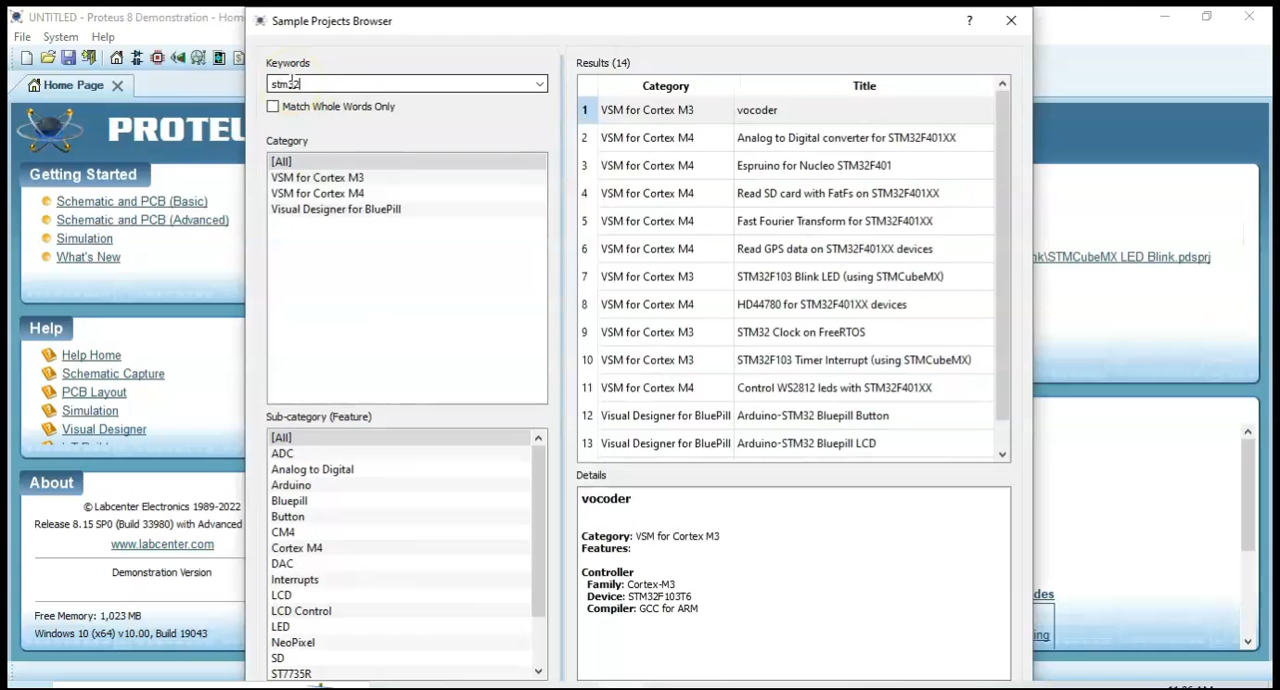 UNTITLED - Proteus 8 Demonstration - Hom
File System Help
Home Page
PROTEU
Getting Started
Schematic and PCB (Basic)
Schematic and PCB (Advanced)
Simulation
What's New
Help
Help Home
Schematic Capture
PCB Layout
Simulation
Visual Designer
About
© Labcenter Electronics 1989-2022
Release 8.15 SP0 (Build 33980) with Advanced
www.labcenter.com
Demonstration Version
Free Memory: 1,023 MB
Windows 10 (x64) v10.00, Build 19043
Sample Projects Browser
?
Keywords
stm32
Match Whole Words Only
Category
[All]
VSM for Cortex M3
VSM for Cortex M4
Visual Designer for BluePill
Sub-category (Feature)
[All]
ADC
Analog to Digital
Arduino
Bluepill
Button
CM4
Cortex M4
DAC
Interrupts
LCD
LCD Control
LED
NeoPixel
SD
ST7735R
Results (14)
Category Title
1 VSM for Cortex M3 vocoder
2 VSM for Cortex M4 Analog to Digital converter for STM32F401XX
3 VSM for Cortex M4 Espruino for Nucleo STM32F401
4 VSM for Cortex M4 Read SD card with FatFs on STM32F401XX
5 VSM for Cortex M4 Fast Fourier Transform for STM32F401XX
6 VSM for Cortex M4 Read GPS data on STM32F401XX devices
7 VSM for Cortex M3 STM32F103 Blink LED (using STMCubeMX)
8 VSM for Cortex M4 HD44780 for STM32F401XX devices
9 VSM for Cortex M3 STM32 Clock on FreeRTOS
10 VSM for Cortex M3 STM32F103 Timer Interrupt (using STMCubeMX)
11 VSM for Cortex M4 Control WS2812 leds with STM32F401XX
12 Visual Designer for BluePill Arduino-STM32 Bluepill Button
13 Visual Designer for BluePill Arduino-STM32 Bluepill LCD
Details
vocoder
Category: VSM for Cortex M3
Features:
Controller
Family: Cortex-M3
Device: STM32F103T6
Compiler: GCC for ARM
nk\STMCubeMX LED Blink.pdsprj
des
ing